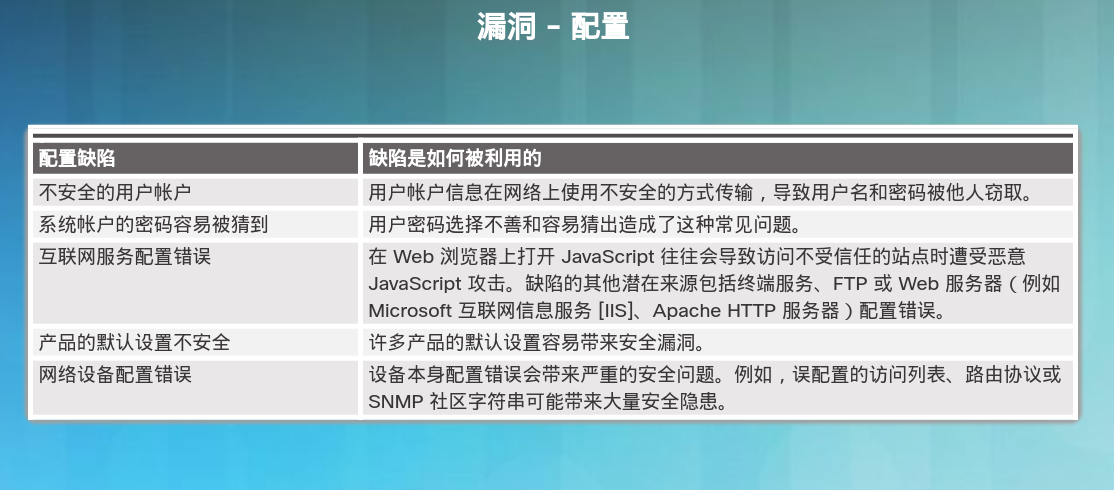 漏洞 – 配置
配置缺陷
缺陷是如何被利用的
不安全的用户帐户
用户帐户信息在网络上使用不安全的方式传输，导致用户名和密码被他人窃取。
系统帐户的密码容易被猜到
用户密码选择不善和容易猜出造成了这种常见问题。
互联网服务配置错误
在 Web 浏览器上打开 JavaScript 往往会导致访问不受信任的站点时遭受恶意
JavaScript 攻击。缺陷的其他潜在来源包括终端服务、FTP 或 Web 服务器（例如
Microsoft 互联网信息服务 [IIS]、Apache HTTP 服务器）配置错误。
产品的默认设置不安全
许多产品的默认设置容易带来安全漏洞。
网络设备配置错误
设备本身配置错误会带来严重的安全问题。例如，误配置的访问列表、路由协议或
SNMP 社区字符串可能带来大量安全隐患。